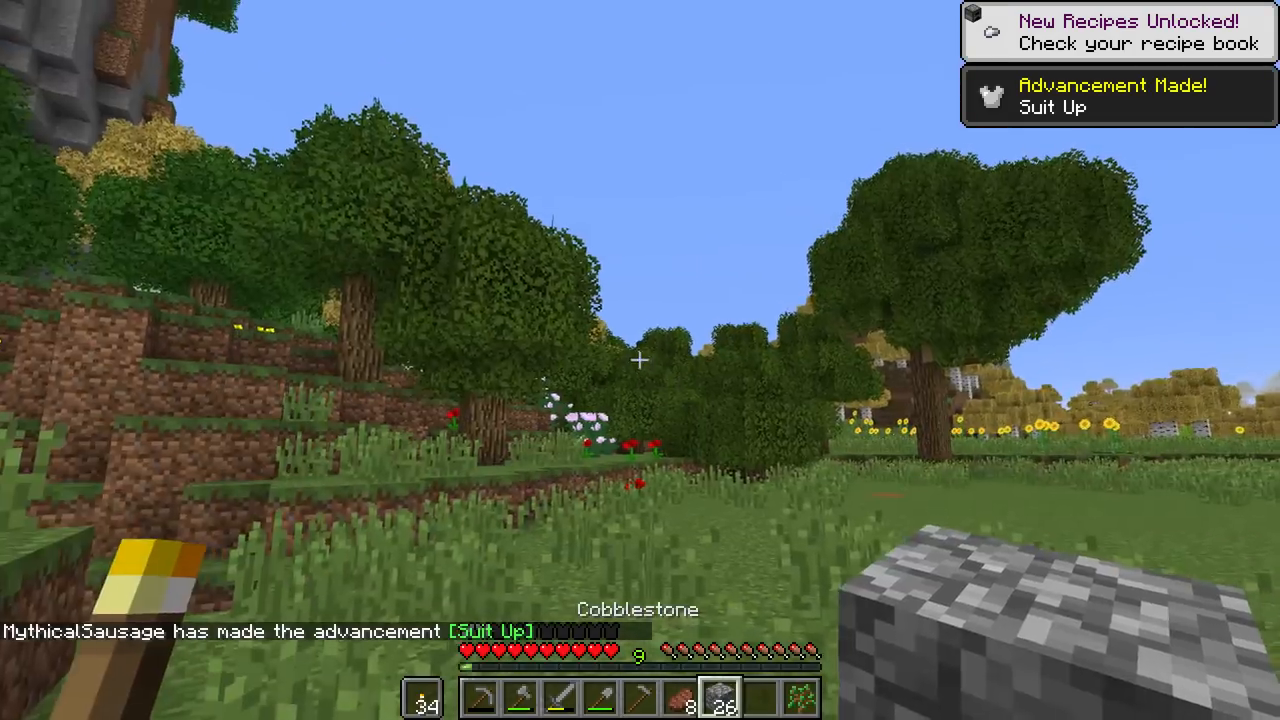 New Recipes Unlocked!
Check your recipe book
Advancement Made!
Suit Up
Cobblestone
MythicalSausage has made the advancement [Suit Up]
9
34
8
26